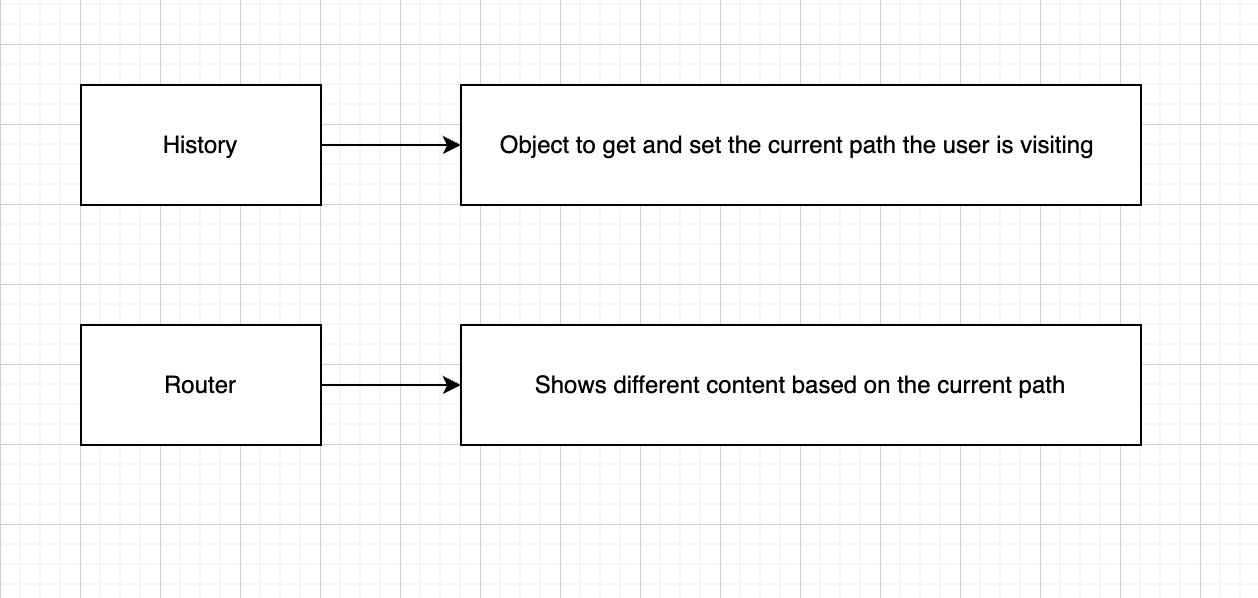 History
Object to get and set the current path the user is visiting
Router
Shows different content based on the current path